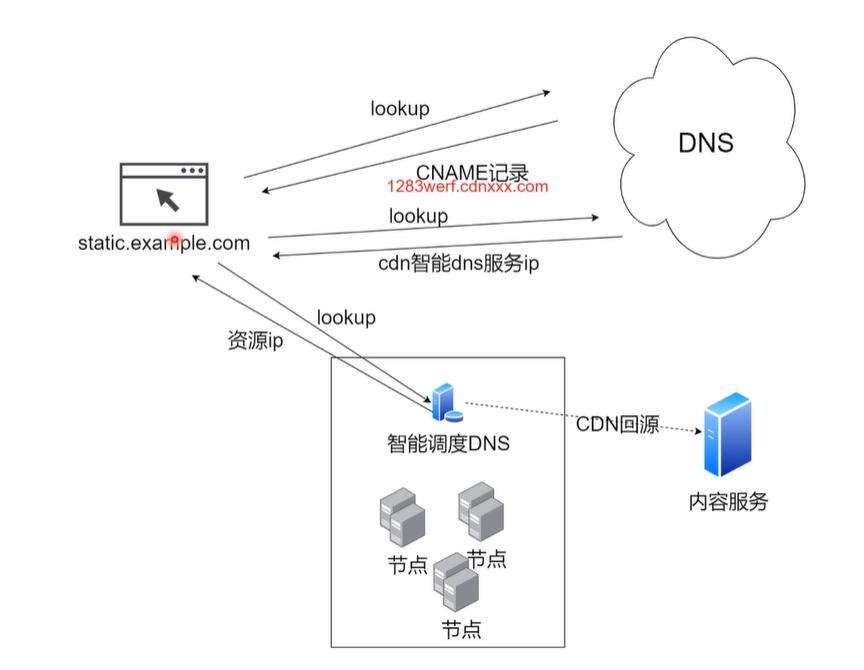 lookup
DNS
CNAME记录
1283werf.cdnxxx.com
lookup
static.example.com
cdn智能dns服务ip
lookup
资源ip
CDN回源
智能调度DNS
内容服务
节点
节点
节点